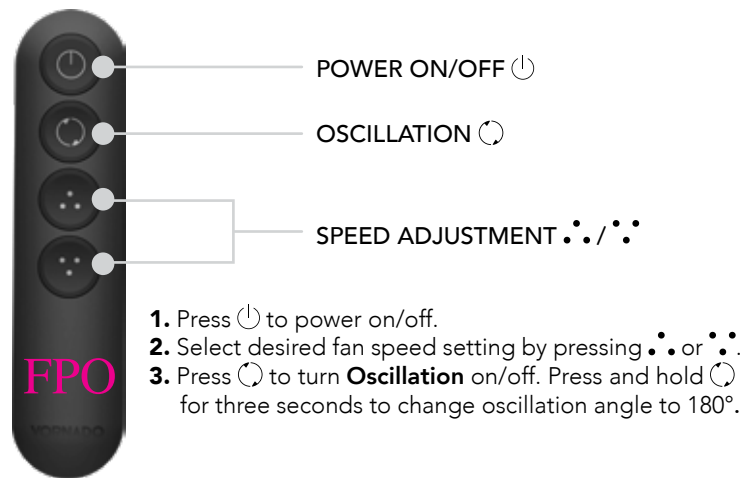 POWER ON/OFF
OSCILLATION
SPEED ADJUSTMENT /
1. Press to power on/off.
2. Select desired fan speed setting by pressing or .
3. Press to turn Oscillation on/off. Press and hold
for three seconds to change oscillation angle to 180°.
FPO
VORNADO